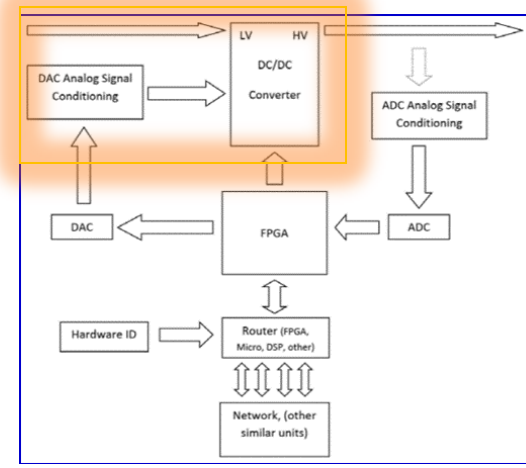 LV HV
DC/DC
Converter
DAC Analog Signal
Conditioning
ADC Analog Signal
Conditioning
DAC
FPGA
ADC
Hardware ID
Router (FPGA,
Micro, DSP, other)
Network, (other
similar units)